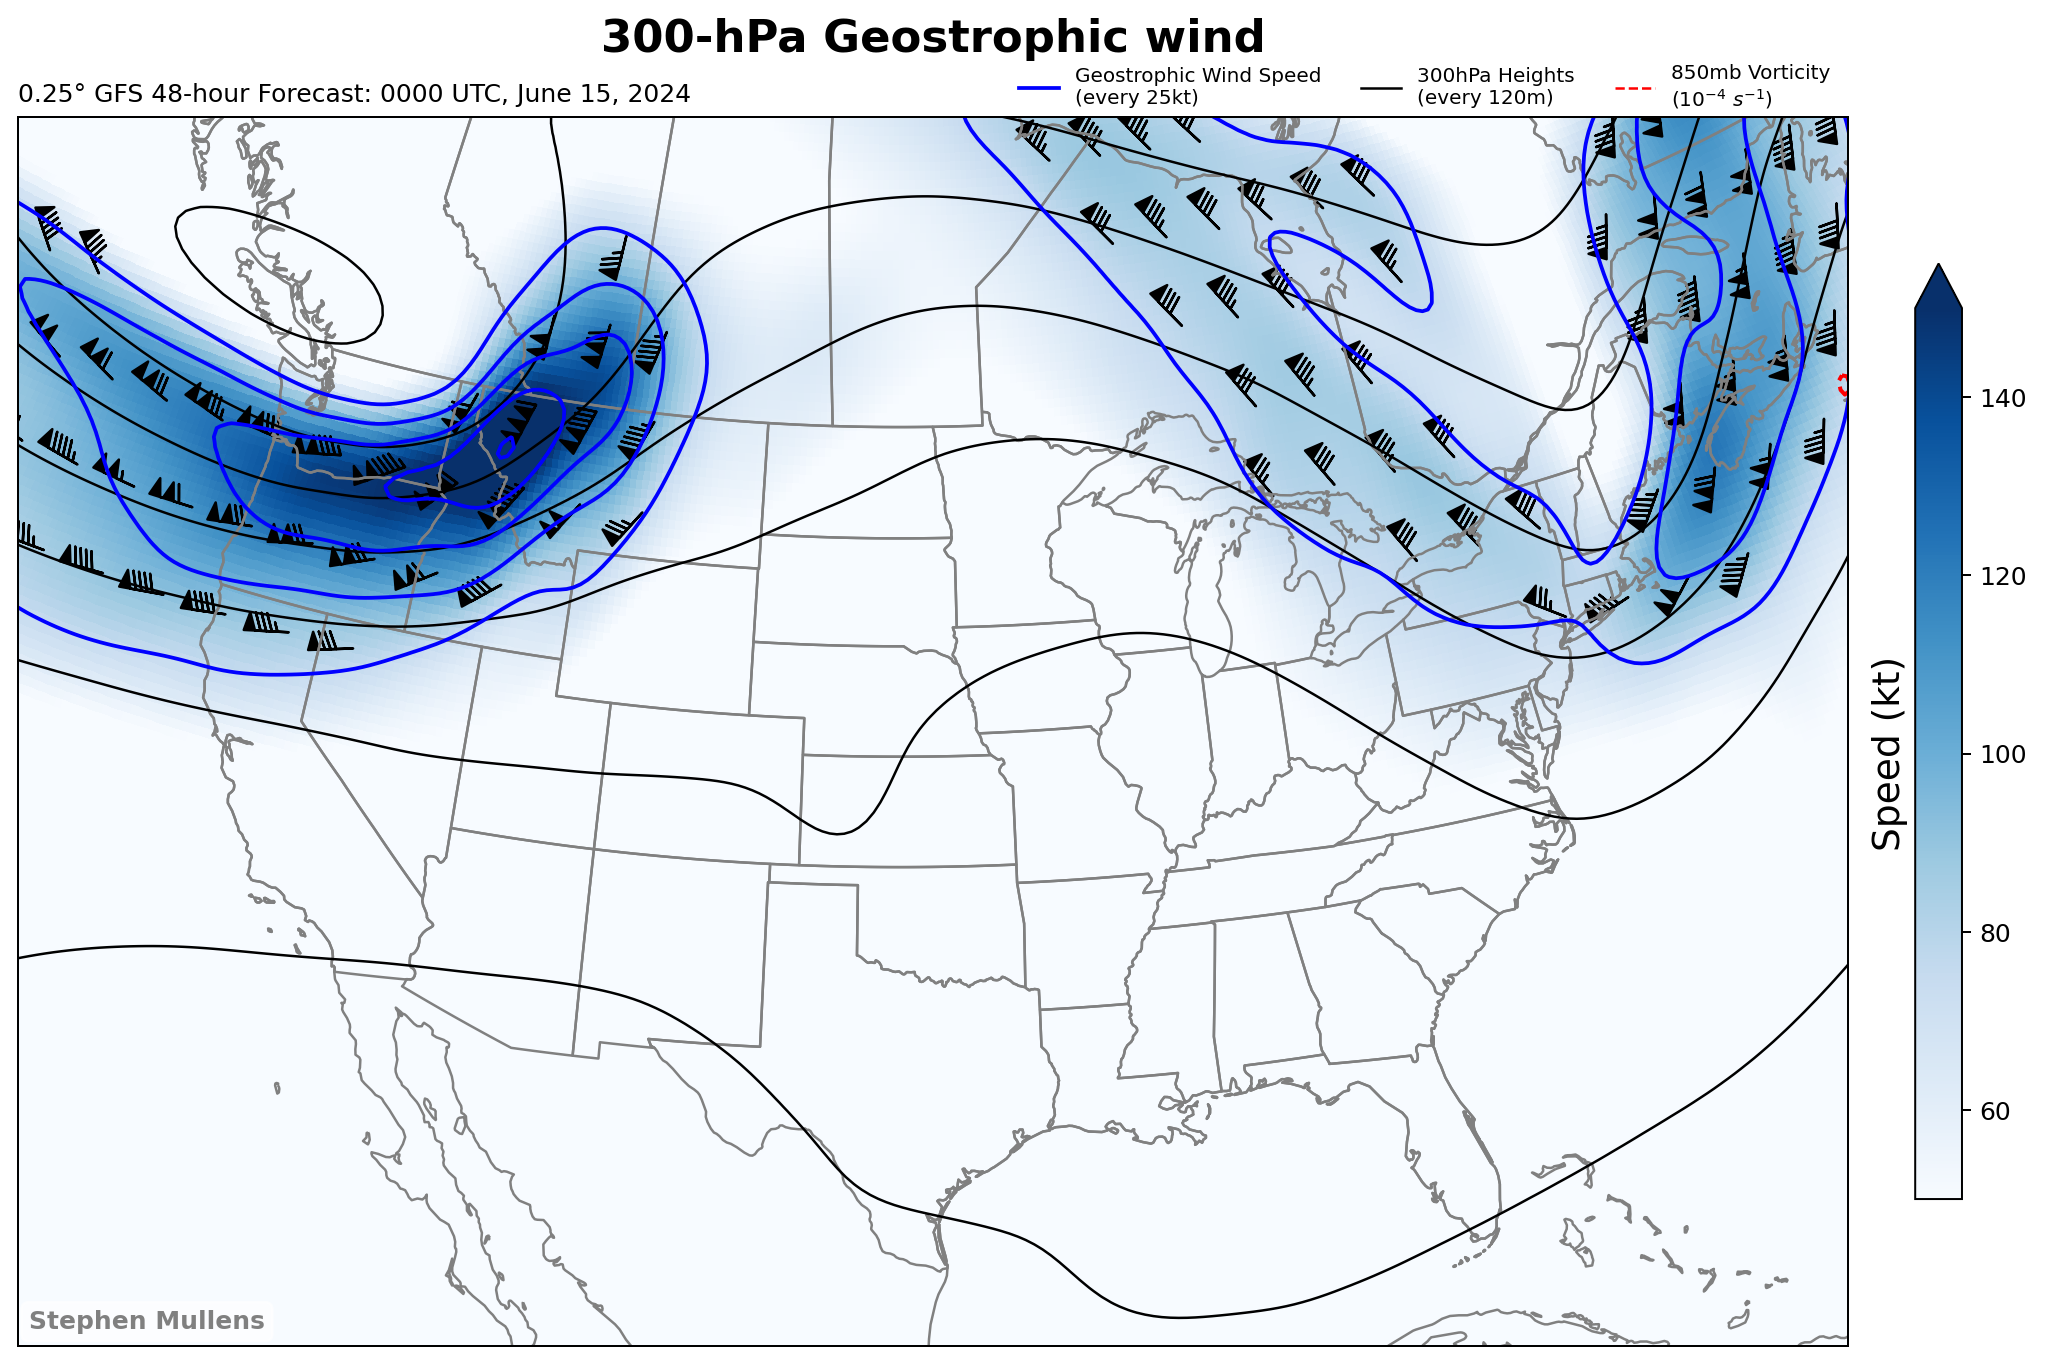 300-hPa Geostrophic wind
0.25° GFS 48-hour Forecast: 0000 UTC, June 15, 2024
Geostrophic Wind Speed
(every 25kt)
300hPa Heights
(every 120m)
850mb Vorticity
(10⁻⁴ s⁻¹)
140
120
100
80
60
Speed (kt)
Stephen Mullens